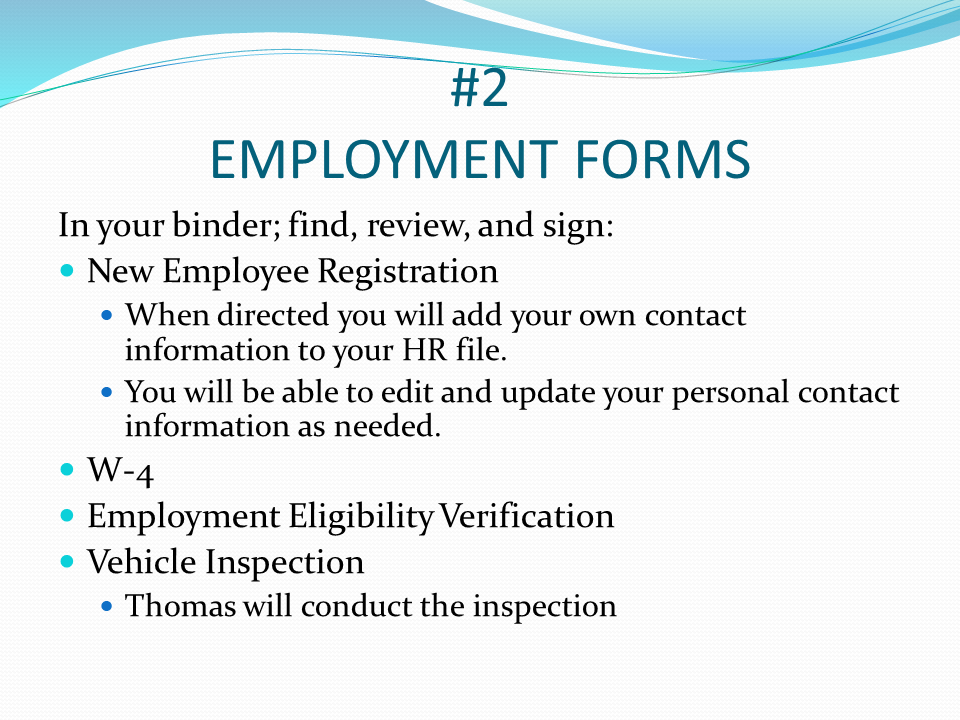 #2
EMPLOYMENT FORMS
In your binder; find, review, and sign:
• New Employee Registration
• When directed you will add your own contact
information to your HR file.
• You will be able to edit and update your personal contact
information as needed.
• W-4
• Employment Eligibility Verification
• Vehicle Inspection
• Thomas will conduct the inspection